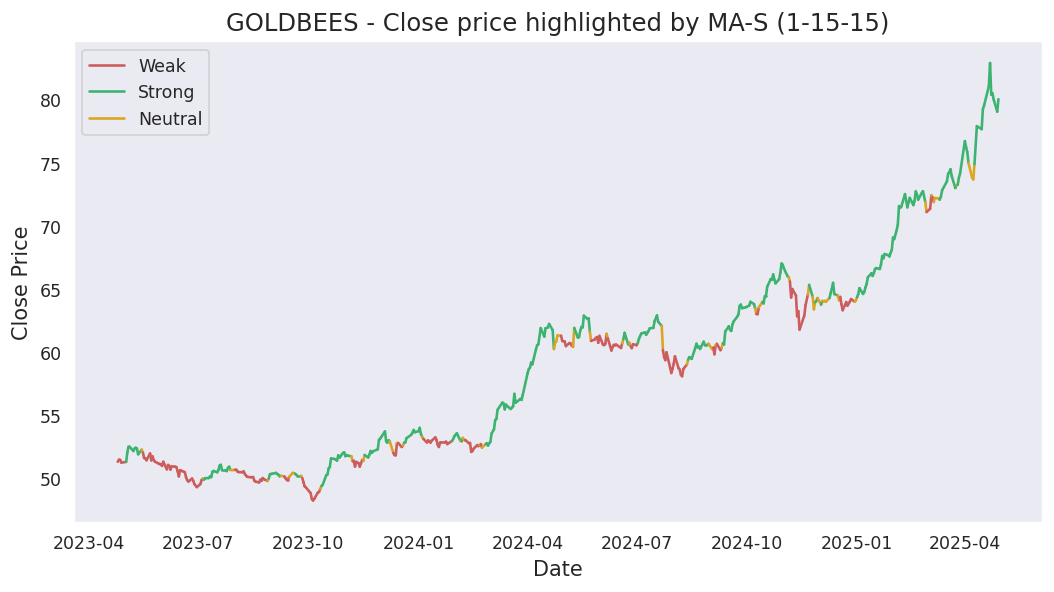 GOLDBEES - Close price highlighted by MA-S (1-15-15)
Weak
Strong
Neutral
Close Price
80
75
70
65
60
55
50
2023-04 2023-07 2023-10 2024-01 2024-04 2024-07 2024-10 2025-01 2025-04
Date